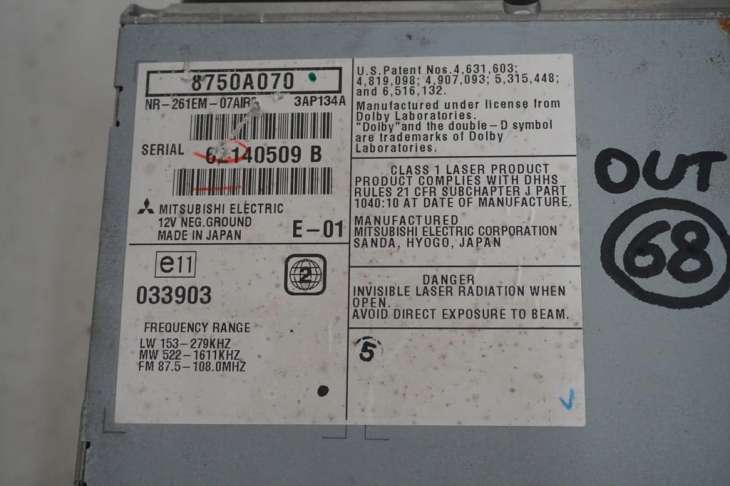 8750A070
NR-261EM-07AIR
3AP134A
SERIAL
02140509 B
MITSUBISHI ELECTRIC
12V NEG.GROUND
MADE IN JAPAN
E-01
e11
2
033903
FREQUENCY RANGE
LW 153-279KHZ
MW 522-1611KHZ
FM 87.5-108.0MHZ
U.S.Patent Nos.4,631,603;
4,819,098; 4,907,093; 5,315,448;
and 6,516,132.
Manufactured under license from
Dolby Laboratories.
"Dolby"and the double-D symbol
are trademarks of Dolby
Laboratories.
CLASS 1 LASER PRODUCT
PRODUCT COMPLIES WITH DHHS
RULES 21 CFR SUBCHAPTER J PART
1040:10 AT DATE OF MANUFACTURE.
MANUFACTURED
MITSUBISHI ELECTRIC CORPORATION
SANDA, HYOGO, JAPAN
DANGER
INVISIBLE LASER RADIATION WHEN
OPEN.
AVOID DIRECT EXPOSURE TO BEAM.
5
OUT
68